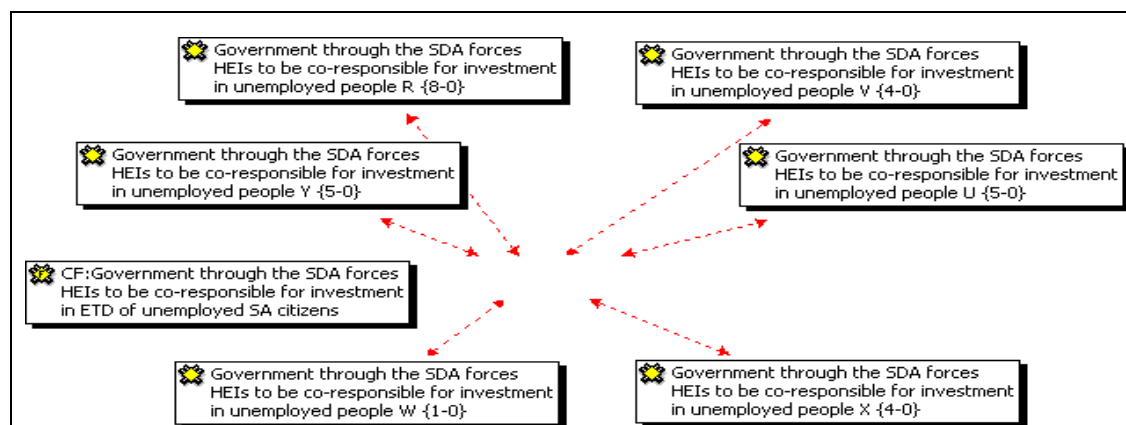 Government through the SDA forces
HEIs to be co-responsible for investment
in unemployed people R {8-0}
Government through the SDA forces
HEIs to be co-responsible for investment
in unemployed people V {4-0}
Government through the SDA forces
HEIs to be co-responsible for investment
in unemployed people Y {5-0}
Government through the SDA forces
HEIs to be co-responsible for investment
in unemployed people U {5-0}
CF:Government through the SDA forces
HEIs to be co-responsible for investment
in ETD of unemployed SA citizens
Government through the SDA forces
HEIs to be co-responsible for investment
in unemployed people W {1-0}
Government through the SDA forces
HEIs to be co-responsible for investment
in unemployed people X {4-0}